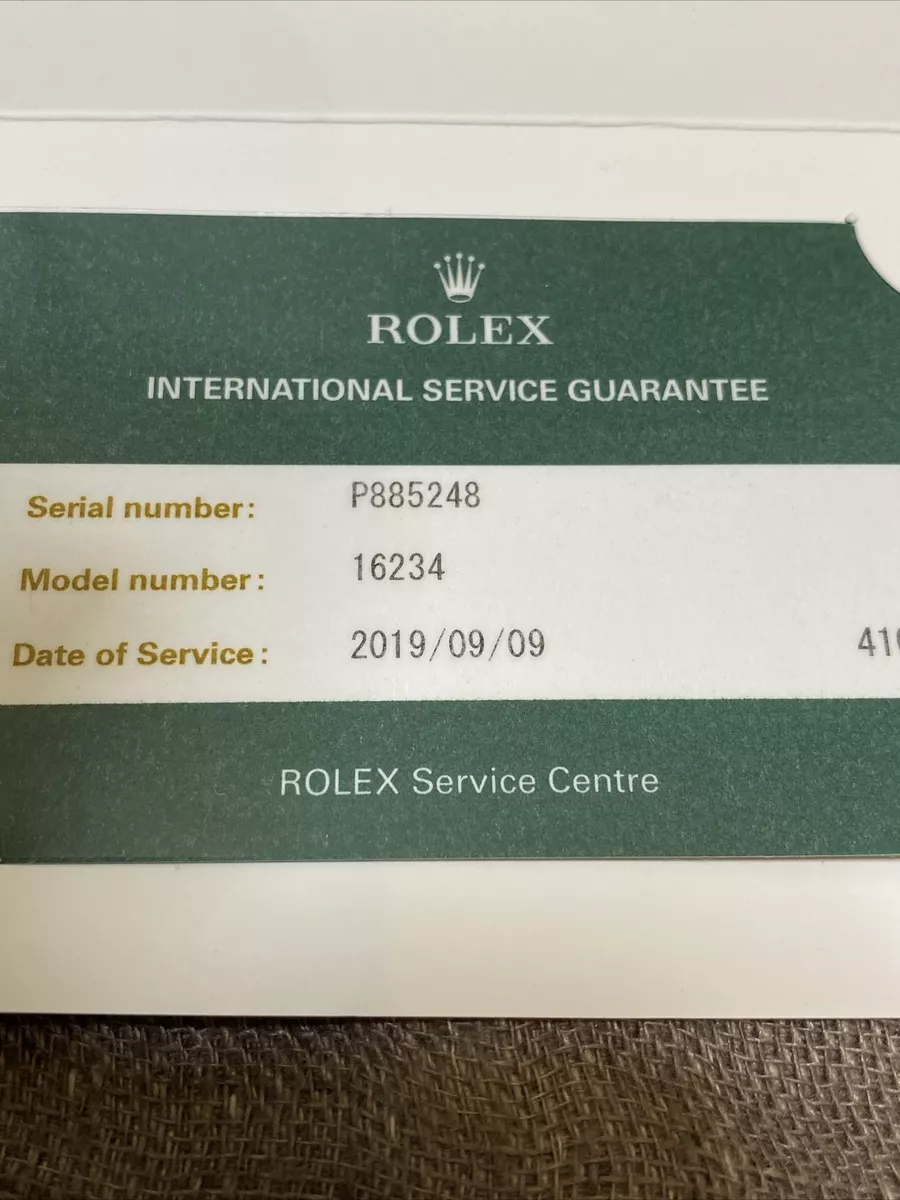 ROLEX
INTERNATIONAL SERVICE GUARANTEE
Serial number: P885248
Model number: 16234
Date of Service: 2019/09/09
ROLEX Service Centre